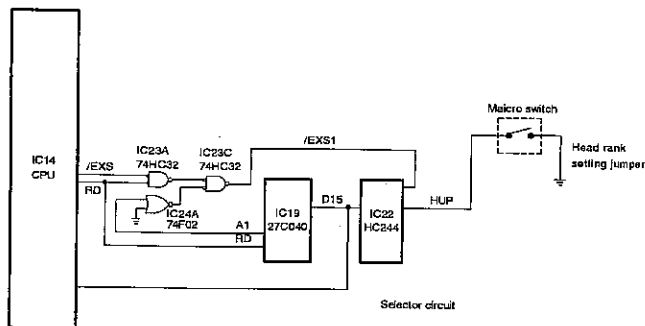 Maicro switch
/EXS1
IC23A
74HC32
IC23C
74HC32
IC14
CPU
/EXS
RD
Head rank
setting jumper
IC24A
74F02
A1
RD
IC19
27C040
D15
IC22
HC244
HUP
Selector circuit